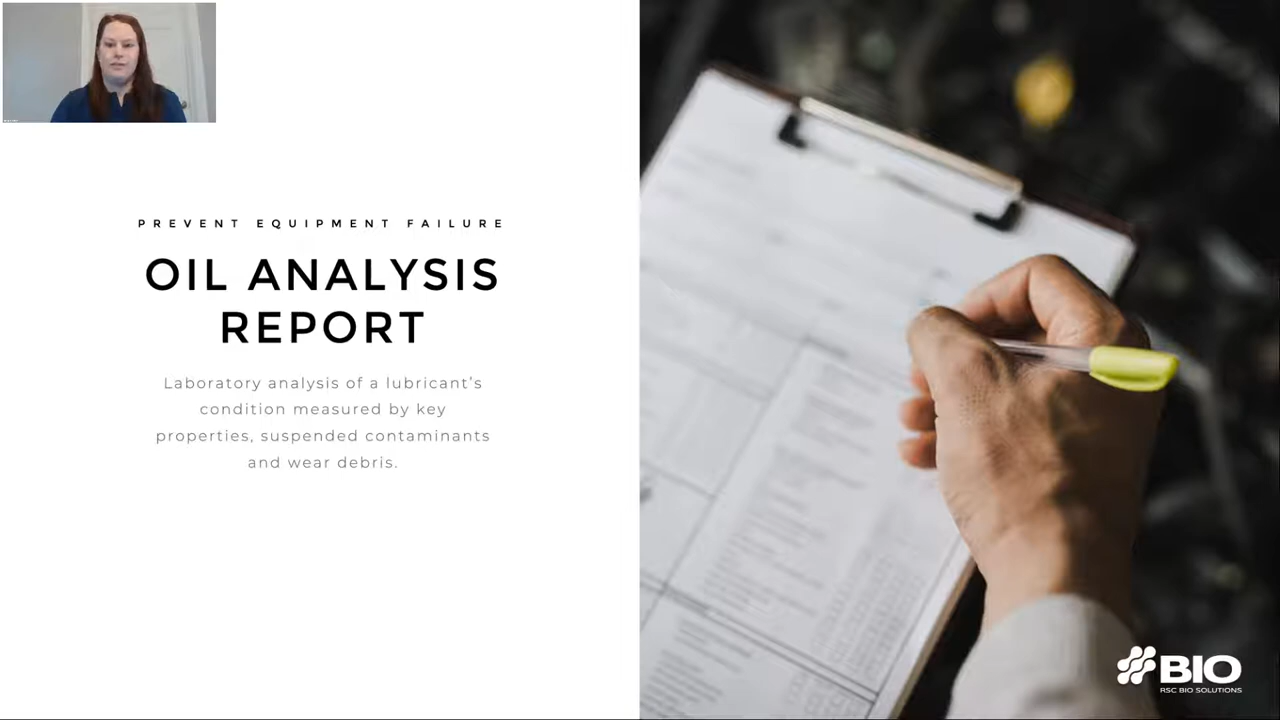 PREVENT EQUIPMENT FAILURE
OIL ANALYSIS
REPORT
Laboratory analysis of a lubricant's
condition measured by key
properties, suspended contaminants
and wear debris.
BIO
RSC BIO SOLUTIONS